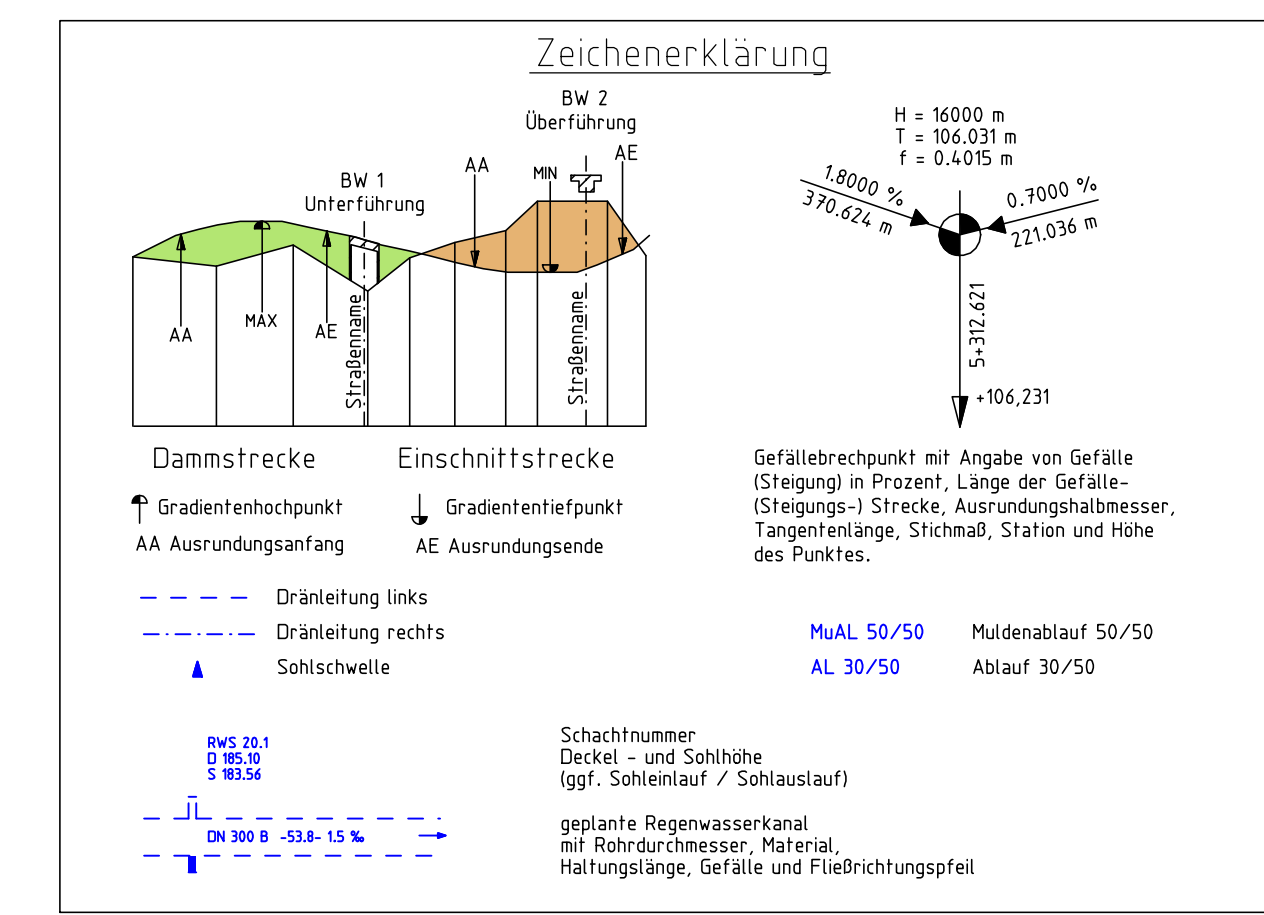 Zeichenerklärung
BW 2
Überführung
AA
MIN
AE
BW 1
Unterführung
AA
MAX
AE
Straßenname
Straßenname
H = 16000 m
T = 106.031 m
f = 0.4015 m
1.8000 %
370.624 m
0.7000 %
221.036 m
5+312.621
+106,231
Dammstrecke
Einschnittstrecke
Gradientenhochpunkt
Gradiententiefpunkt
AA Ausrundungsanfang
AE Ausrundungsende
Gefällebrechpunkt mit Angabe von Gefälle
(Steigung) in Prozent, Länge der Gefälle-
(Steigungs-) Strecke, Ausrundungshalbmesser,
Tangentenlänge, Stichmaß, Station und Höhe
des Punktes.
Dränleitung links
Dränleitung rechts
Sohlschwelle
MuAL 50/50 Muldenablauf 50/50
AL 30/50 Ablauf 30/50
RWS 20.1
D 185.10
S 183.56
DN 300 B -53.8- 1.5 ‰
Schachtnummer
Deckel - und Sohlhöhe
(ggf. Sohleinlauf / Sohlauslauf)
geplante Regenwasserkanal
mit Rohrdurchmesser, Material,
Haltungslänge, Gefälle und Fließrichtungspfeil